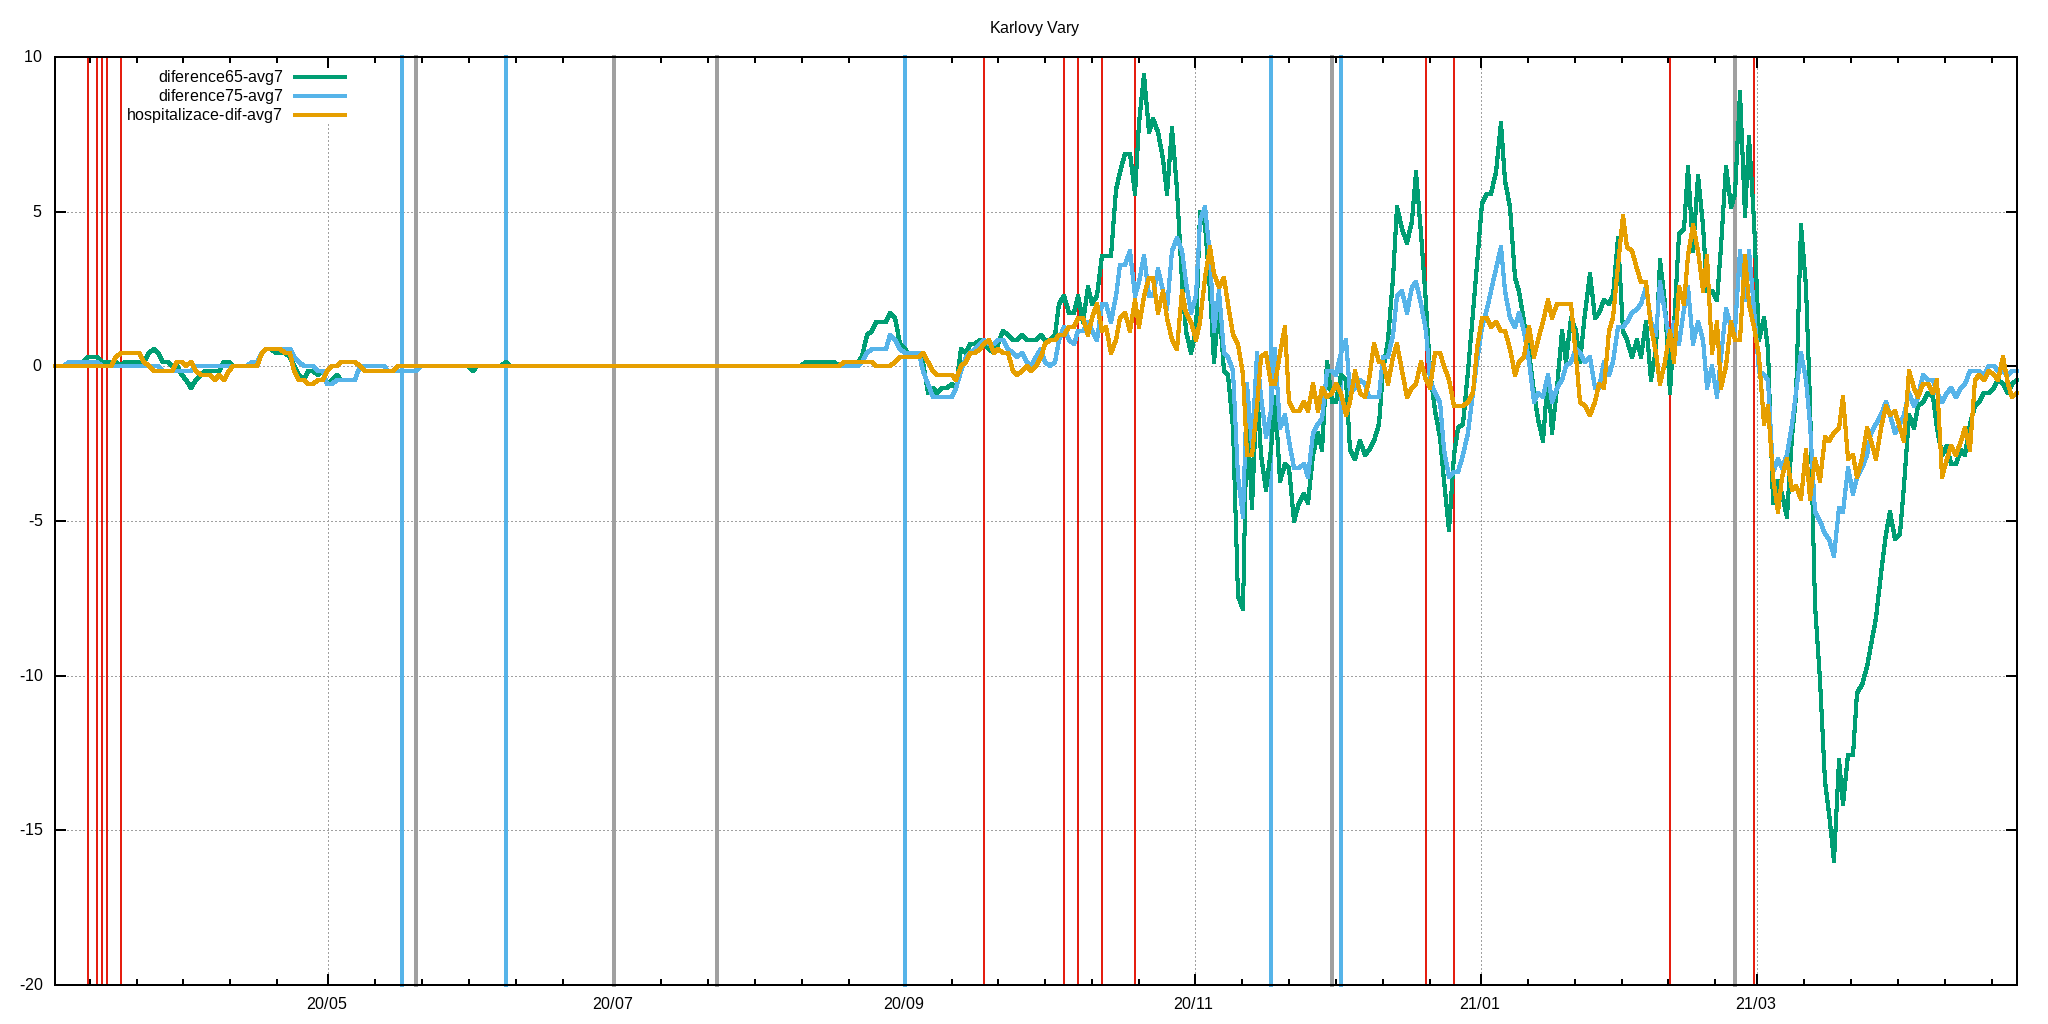 Karlovy Vary
10
diference65-avg7
diference75-avg7
hospitalizace-dif-avg7
5
0
-5
-10
-15
-20
20/05 20/07 20/09 20/11 21/01 21/03